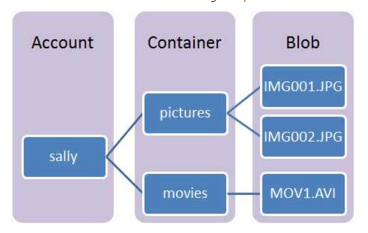 Account
Container
Blob
sally
pictures
movies
IMG001.JPG
IMG002.JPG
MOV1.AVI